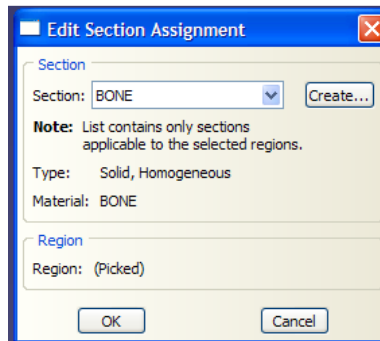 Edit Section Assignment
Section
Section: BONE Create...
Note: List contains only sections
applicable to the selected regions.
Type: Solid, Homogeneous
Material: BONE
Region
Region: (Picked)
OK Cancel